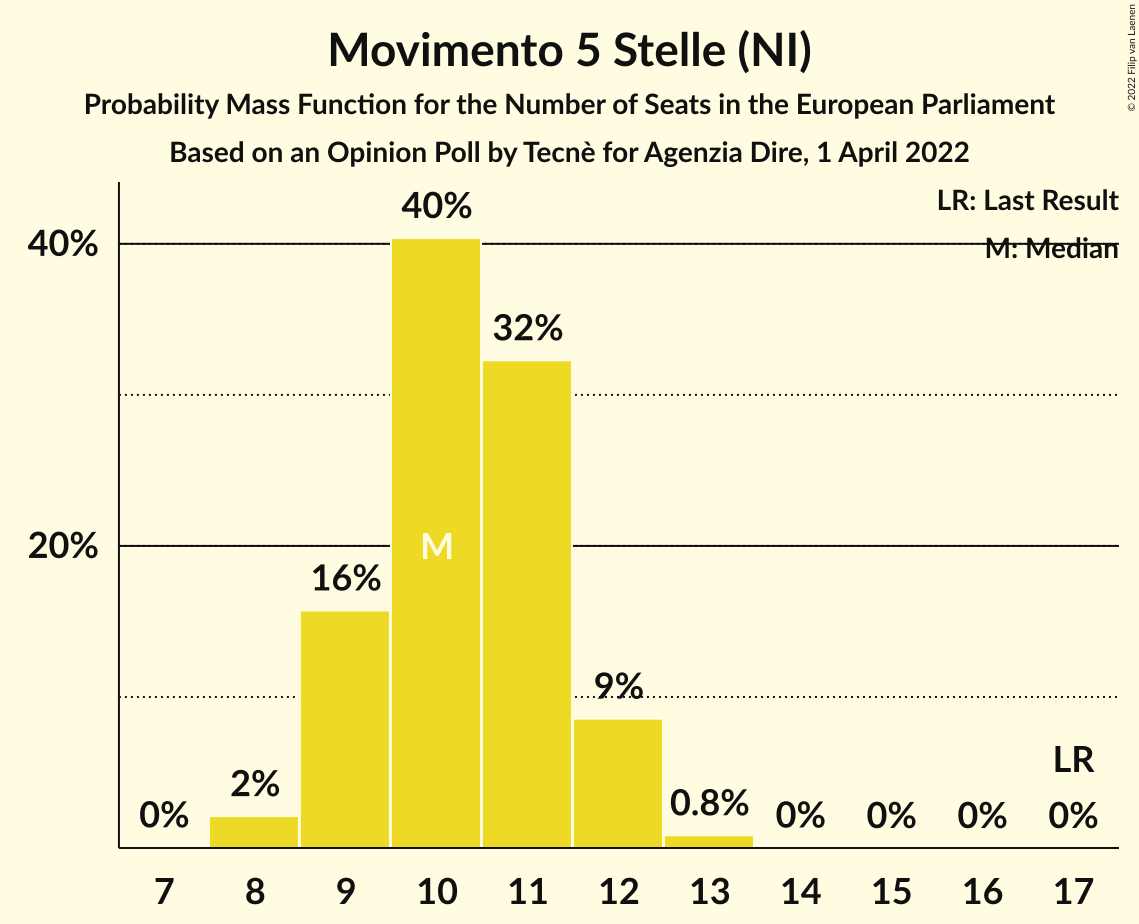 Movimento 5 Stelle (NI)
Probability Mass Function for the Number of Seats in the European Parliament
Based on an Opinion Poll by Tecnè for Agenzia Dire, 1 April 2022
© 2022 Filip van Laenen
LR: Last Result
M: Median
40%
20%
0%
2%
16%
40%
M
32%
9%
0.8%
0%
0%
0%
LR
0%
7 8 9 10 11 12 13 14 15 16 17